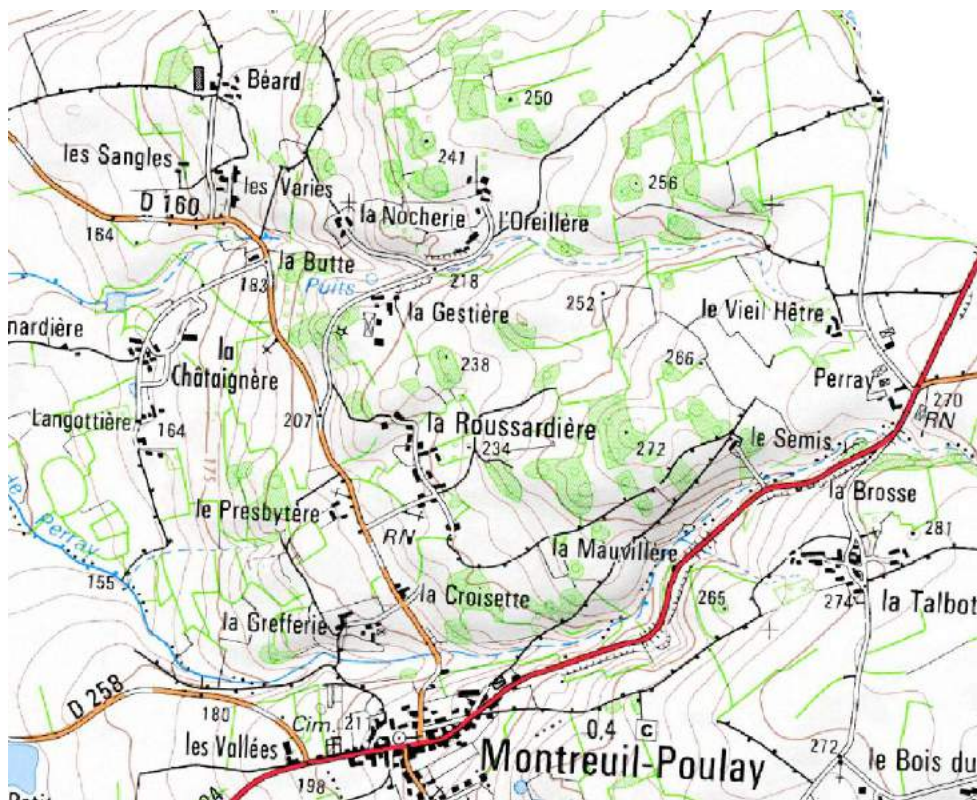 Béard
250
les Sangles
241
les Varies
256
D 160
la Nocherie
l'Oreillère
164
la Butte
183
Puits
218
252
la Gestière
le Vieil Hêtre
nardière
la
Châtaignère
238
266
Perray
270
RN
Langottière
164
207
la Roussardière
234
272
le Semis
la Brosse
le Presbytère
RN
la Mauvillère
281
Perray
155
la Croisette
265
274
la Talbot
la Grefferie
D 258
180
Cim.
211
les Vallées
0.4
C
Montreuil-Poulay
272
le Bois du
198